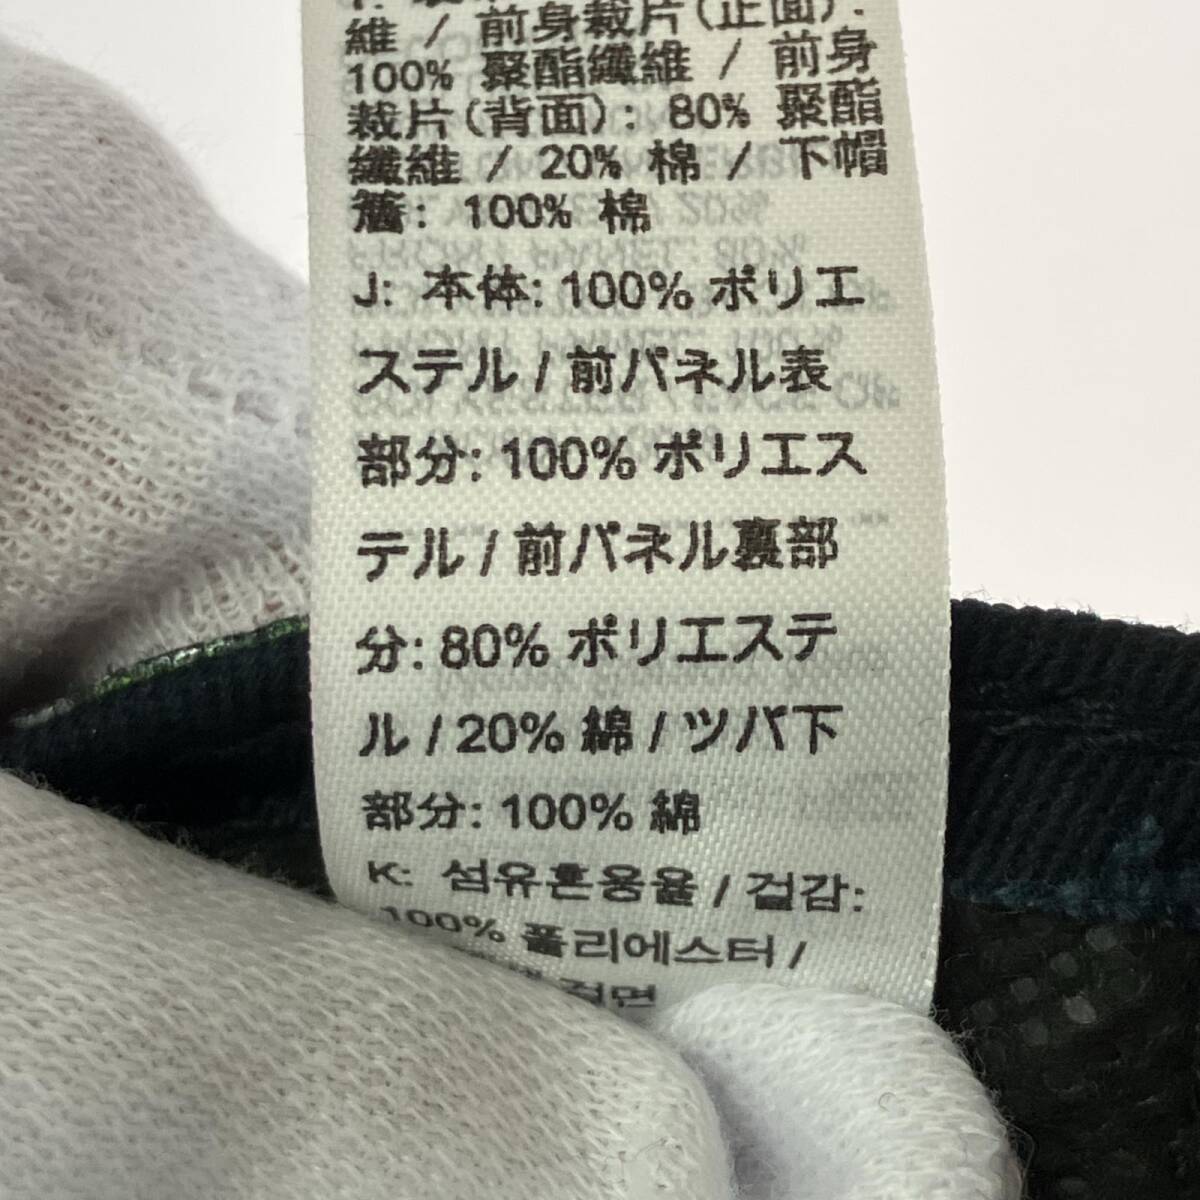 維 / 前身裁片(正面):
100% 聚酯纖維 / 前身
裁片(背面): 80% 聚酯
纖維 / 20% 棉 / 下帽
簷: 100% 棉
J: 本体: 100% ポリエ
ステル / 前パネル表
部分: 100% ポリエス
テル / 前パネル裏部
分: 80% ポリエステ
ル / 20% 綿 / ツバ下
部分: 100% 綿
K: 섬유혼용율 / 겉감:
100% 폴리에스터 /
겉면